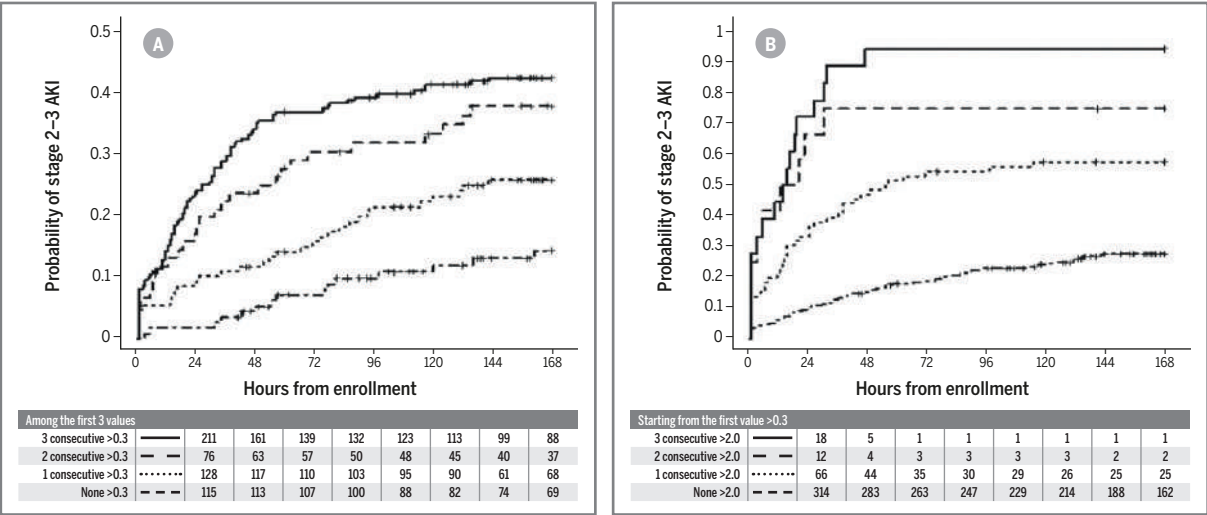 A
Probability of stage 2–3 AKI
0.5
0.4
0.3
0.2
0.1
0
0 24 48 72 96 120 144 168
Hours from enrollment
Among the first 3 values
3 consecutive >0.3 211 161 139 132 123 113 99 88
2 consecutive >0.3 76 63 57 50 48 45 40 37
1 consecutive >0.3 128 117 110 103 95 90 61 68
None >0.3 115 113 107 100 88 82 74 69
B
Probability of stage 2–3 AKI
1
0.9
0.8
0.7
0.6
0.5
0.4
0.3
0.2
0.1
0
0 24 48 72 96 120 144 168
Hours from enrollment
Starting from the first value >0.3
3 consecutive >2.0 18 5 1 1 1 1 1 1
2 consecutive >2.0 12 4 3 3 3 3 2 2
1 consecutive >2.0 66 44 35 30 29 26 25 25
None >2.0 314 283 263 247 229 214 188 162